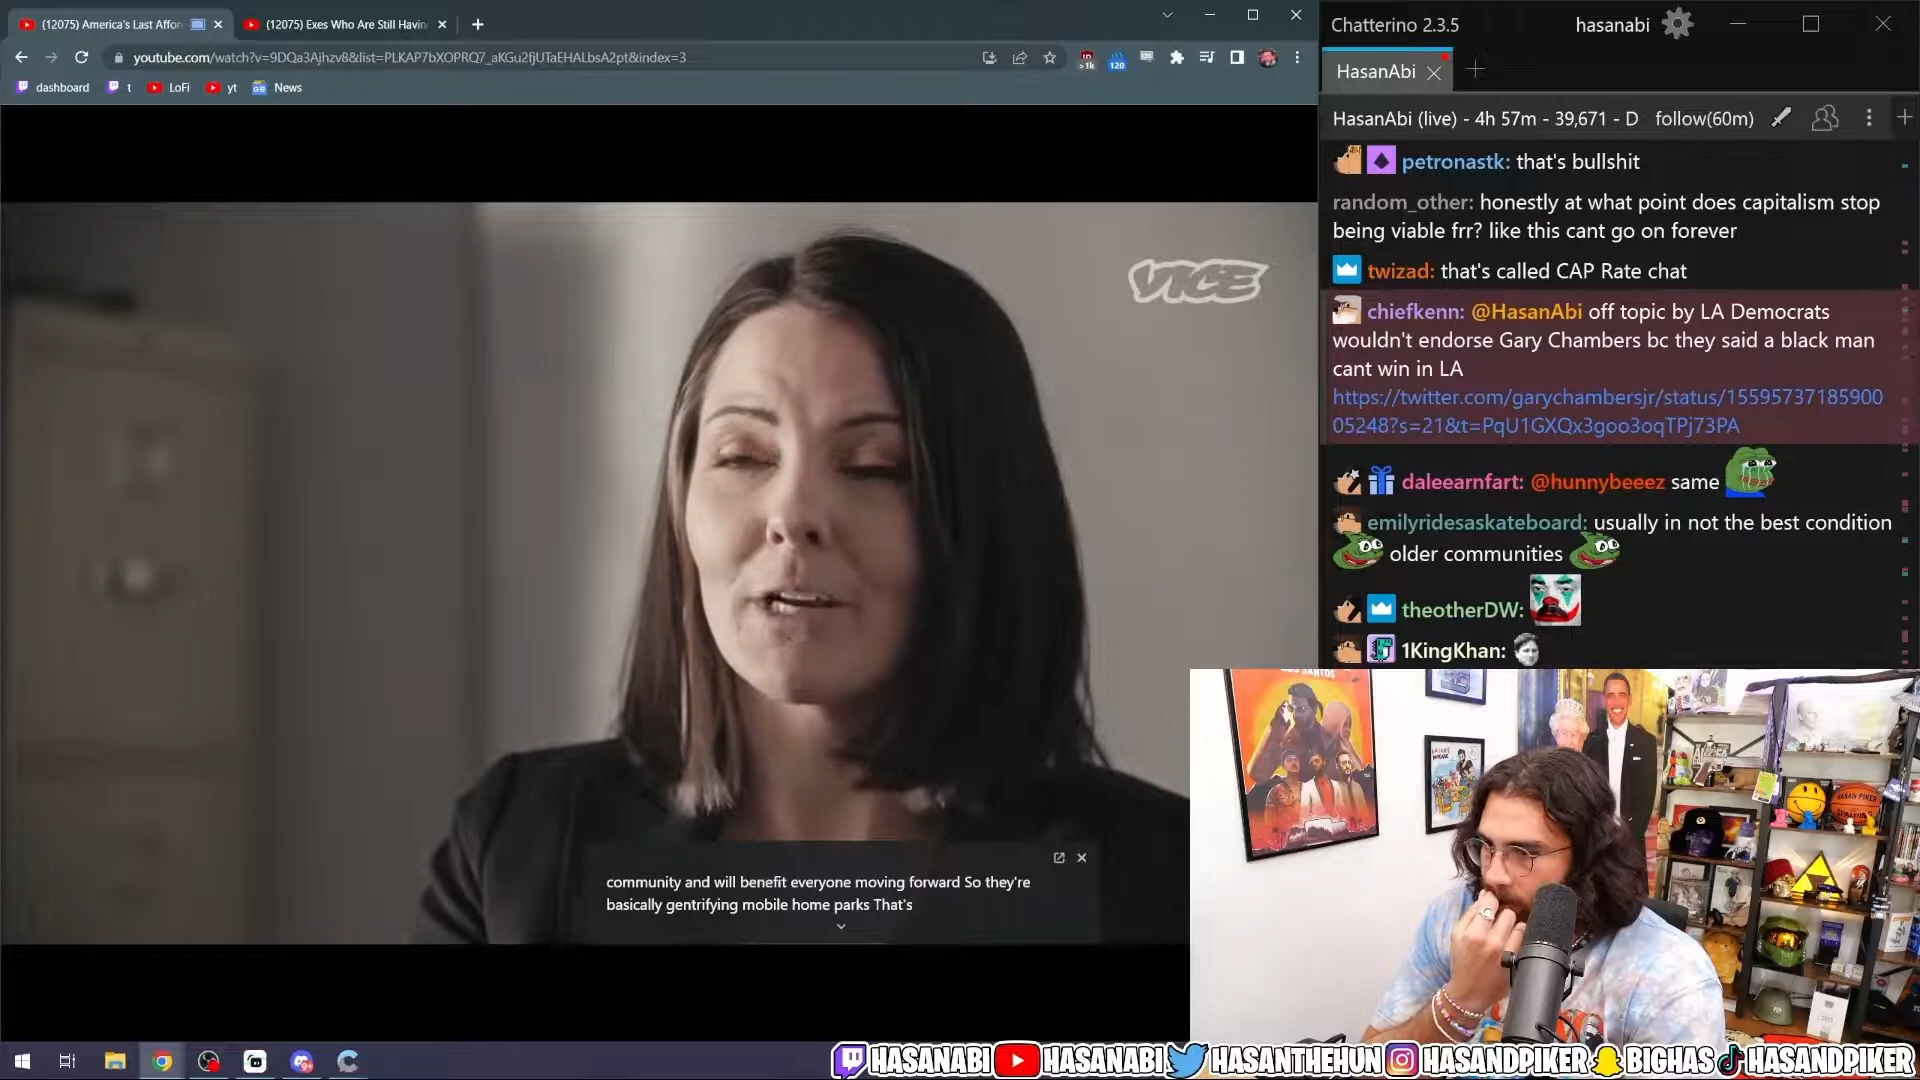 (12075) America's Last Affor
(12075) Exes Who Are Still Havin
youtube.com/watch?v=9DQa3Ajhzv8&list=PLKAP7bXOPRQ7_aKGu2fjUTaEHALbsA2pt&index=3
>1k
120
dashboard
t
LoFi
yt
News
VICE
community and will benefit everyone moving forward So they're
basically gentrifying mobile home parks That's
Chatterino 2.3.5
hasanabi
HasanAbi
HasanAbi (live) - 4h 57m - 39,671 - D
follow(60m)
petronastk: that's bullshit
random_other: honestly at what point does capitalism stop
being viable frr? like this cant go on forever
twizad: that's called CAP Rate chat
chiefkenn: @HasanAbi off topic by LA Democrats
wouldn't endorse Gary Chambers bc they said a black man
cant win in LA
https://twitter.com/garychambersjr/status/15595737185900
05248?s=21&t=PqU1GXQx3goo3oqTPj73PA
daleearnfart: @hunnybeeez same
emilyridesaskateboard: usually in not the best condition
older communities
theotherDW:
1KingKhan:
HASAN PIKER
SPALDING
HASANABI
HASANABI
HASANTHEHUN
HASANDPIKER
BIGHAS
HASANDPIKER